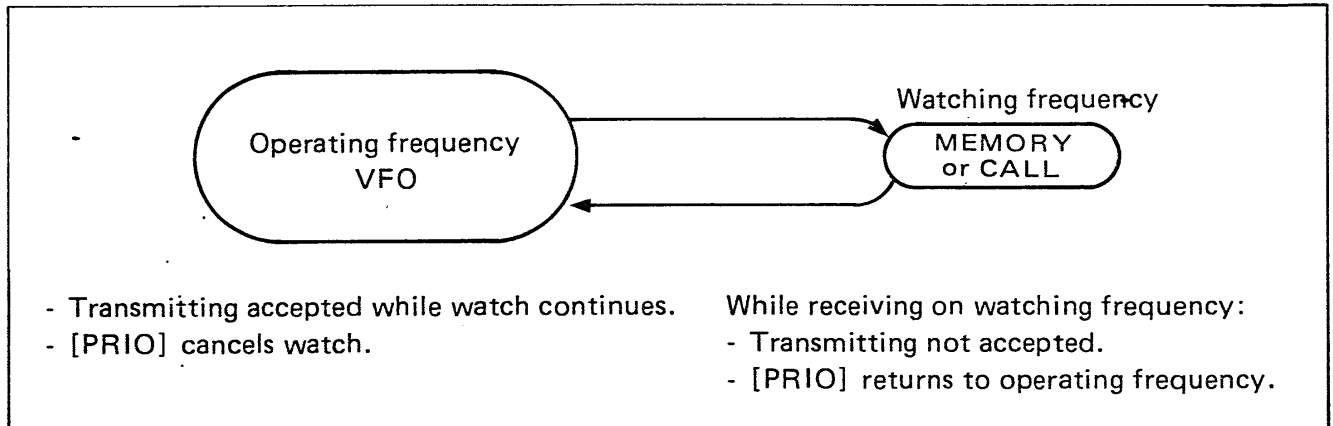 Operating frequency
VFO
Watching frequency
MEMORY
or CALL
- Transmitting accepted while watch continues.
- [PRIO] cancels watch.
While receiving on watching frequency:
- Transmitting not accepted.
- [PRIO] returns to operating frequency.